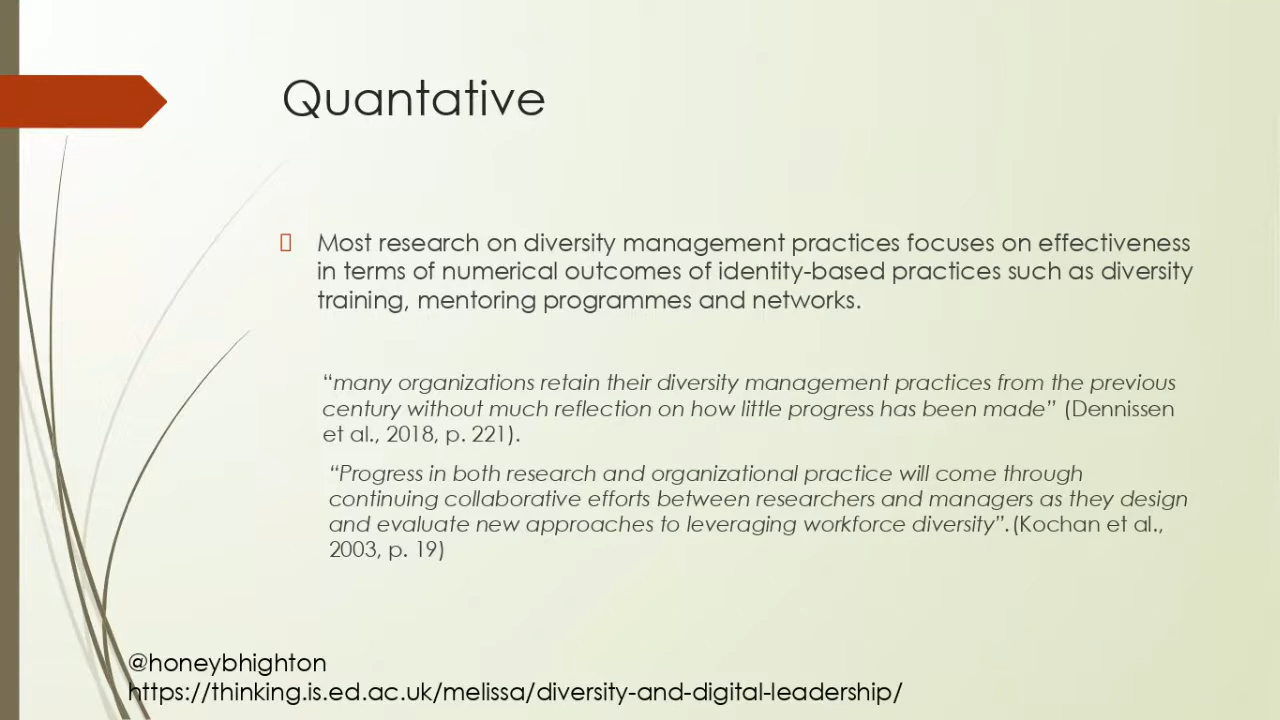 Quantative
Most research on diversity management practices focuses on effectiveness
in terms of numerical outcomes of identity-based practices such as diversity
training, mentoring programmes and networks.
“many organizations retain their diversity management practices from the previous
century without much reflection on how little progress has been made” (Dennissen
et al., 2018, p. 221).
“Progress in both research and organizational practice will come through
continuing collaborative efforts between researchers and managers as they design
and evaluate new approaches to leveraging workforce diversity”.(Kochan et al.,
2003, p. 19)
@honeybhighton
https://thinking.is.ed.ac.uk/melissa/diversity-and-digital-leadership/